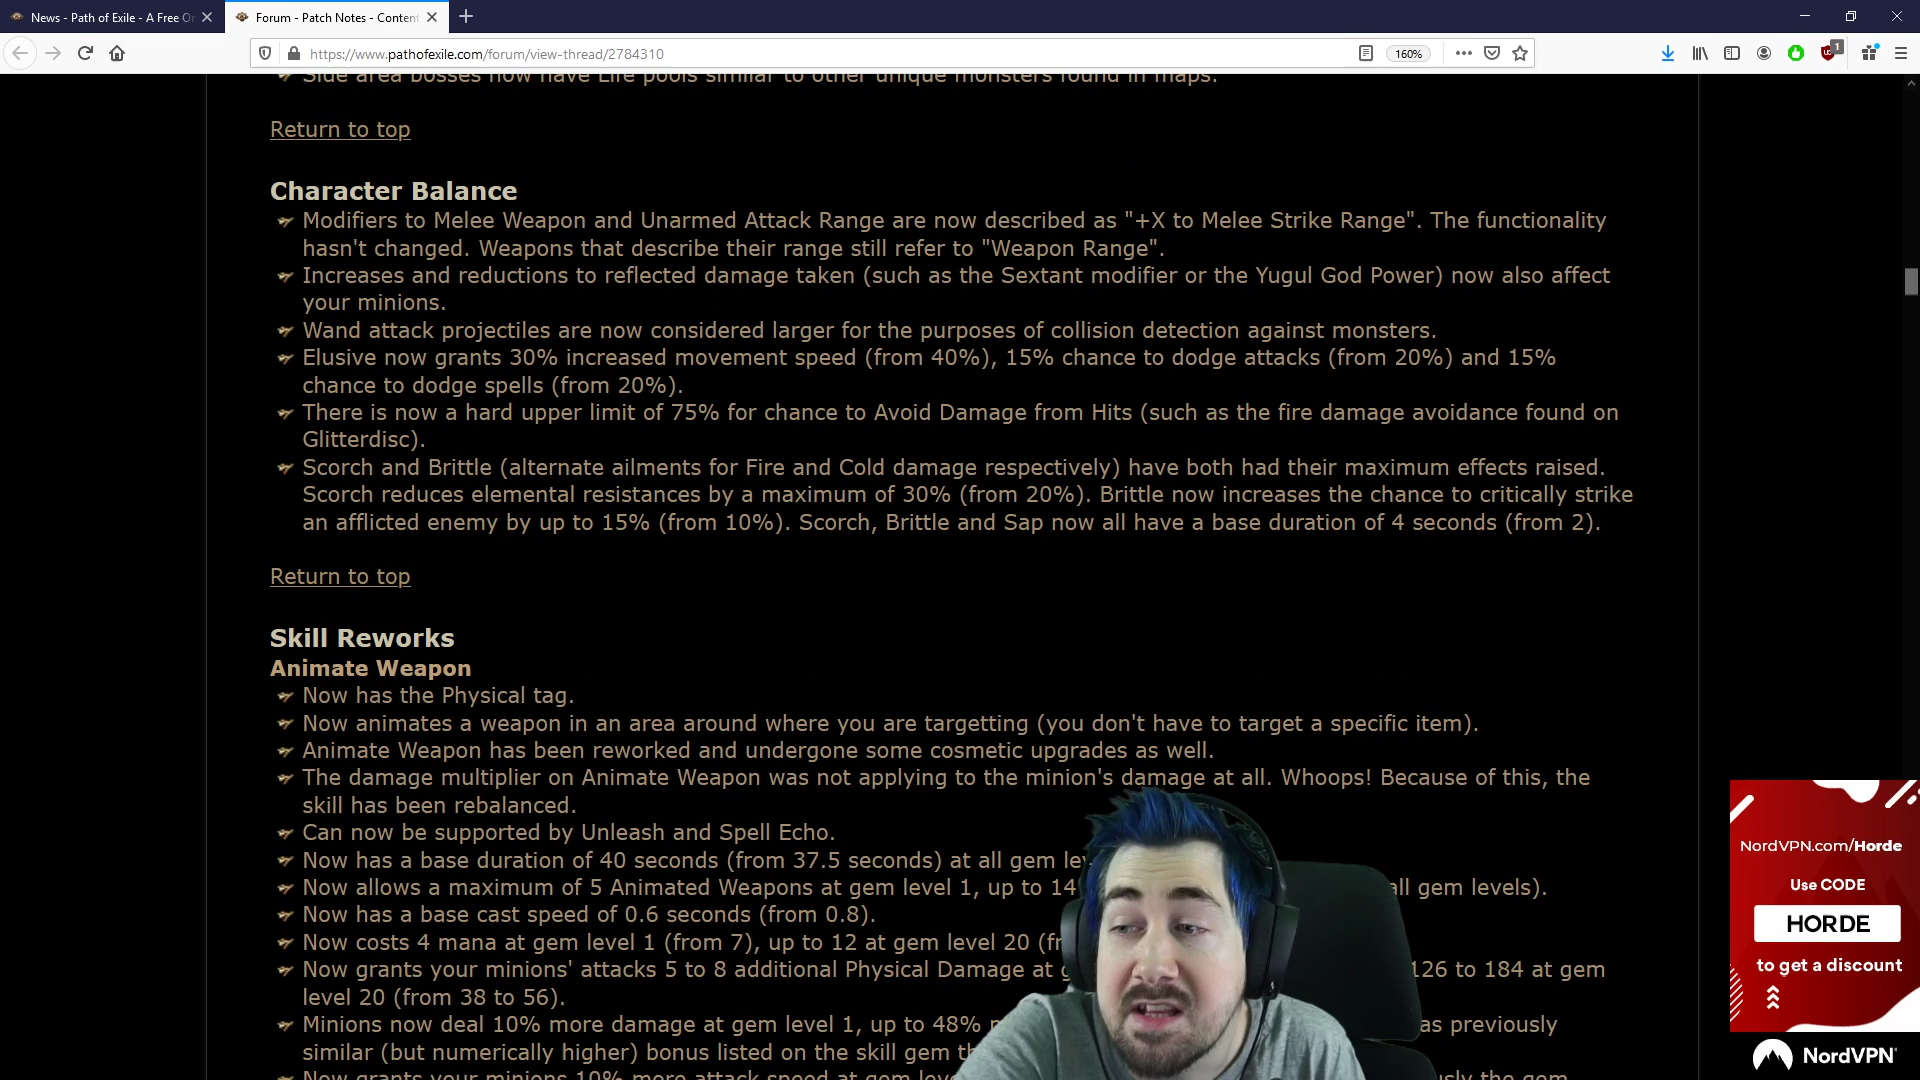 News - Path of Exile - A Free O
Forum - Patch Notes - Content
https://www.pathofexile.com/forum/view-thread/2784310
160%
1
Side area bosses now have Life pools similar to other unique monsters found in maps.
Return to top
Character Balance
Modifiers to Melee Weapon and Unarmed Attack Range are now described as "+X to Melee Strike Range". The functionality
hasn't changed. Weapons that describe their range still refer to "Weapon Range".
Increases and reductions to reflected damage taken (such as the Sextant modifier or the Yugul God Power) now also affect
your minions.
Wand attack projectiles are now considered larger for the purposes of collision detection against monsters.
Elusive now grants 30% increased movement speed (from 40%), 15% chance to dodge attacks (from 20%) and 15%
chance to dodge spells (from 20%).
There is now a hard upper limit of 75% for chance to Avoid Damage from Hits (such as the fire damage avoidance found on
Glitterdisc).
Scorch and Brittle (alternate ailments for Fire and Cold damage respectively) have both had their maximum effects raised.
Scorch reduces elemental resistances by a maximum of 30% (from 20%). Brittle now increases the chance to critically strike
an afflicted enemy by up to 15% (from 10%). Scorch, Brittle and Sap now all have a base duration of 4 seconds (from 2).
Return to top
Skill Reworks
Animate Weapon
Now has the Physical tag.
Now animates a weapon in an area around where you are targetting (you don't have to target a specific item).
Animate Weapon has been reworked and undergone some cosmetic upgrades as well.
The damage multiplier on Animate Weapon was not applying to the minion's damage at all. Whoops! Because of this, the
skill has been rebalanced.
Can now be supported by Unleash and Spell Echo.
Now has a base duration of 40 seconds (from 37.5 seconds) at all gem
Now allows a maximum of 5 Animated Weapons at gem level 1, up to 14 all gem levels).
Now has a base cast speed of 0.6 seconds (from 0.8).
Now costs 4 mana at gem level 1 (from 7), up to 12 at gem level 20
Now grants your minions' attacks 5 to 8 additional Physical Damage at 126 to 184 at gem
level 20 (from 38 to 56).
Minions now deal 10% more damage at gem level 1, up to 48% as previously
similar (but numerically higher) bonus listed on the skill gem
Now grants your minions 10% more attack speed at gem the gem
NordVPN.com/Horde
Use CODE
HORDE
to get a discount
NordVPN